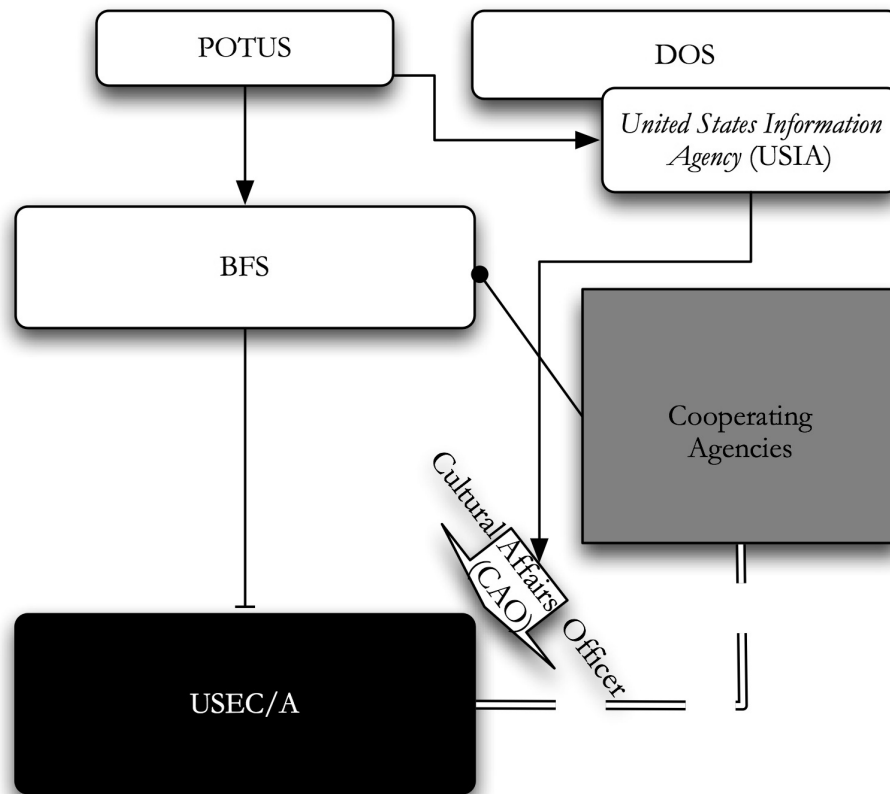 POTUS
DOS
United States Information
Agency (USIA)
BFS
Cooperating
Agencies
Cultural Affairs Officer
(CAO)
USEC/A